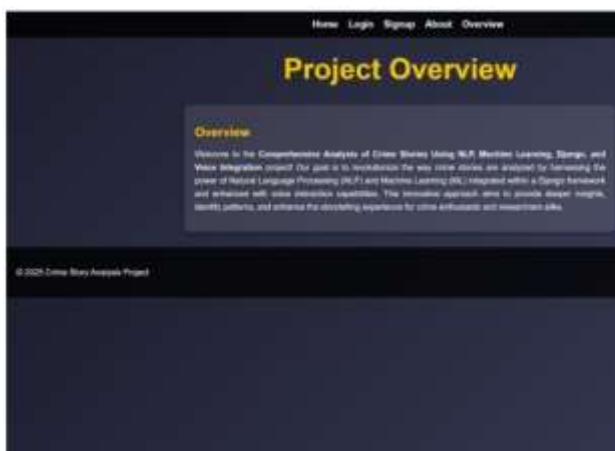 Home Login Signup About Overview
Project Overview
Overview
Welcome to the Comprehensive Analysis of Crime Stories Using NLP, Machine Learning, Django, and
Voice Integration project! Our goal is to revolutionize the way crime stories are analyzed by harnessing the
power of Natural Language Processing (NLP) and Machine Learning (ML) integrated within a Django framework
and enhanced with voice interaction capabilities. This innovative approach aims to provide deeper insights,
identify patterns, and enhance the storytelling experience for crime enthusiasts and researchers alike.
© 2025 Crime Story Analysis Project